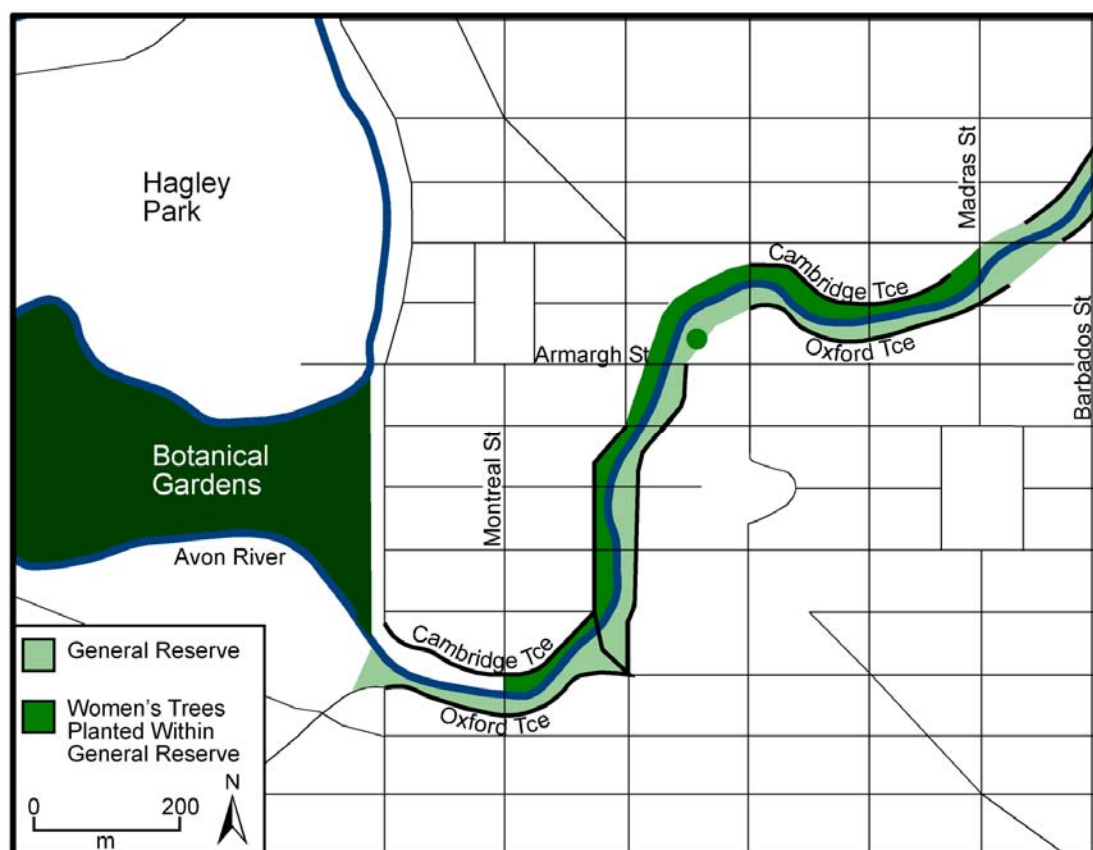 Hagley
Park
Madras St
Cambridge Tce
Oxford Tce
Barbados St
Armargh St
Botanical
Gardens
Montreal St
Avon River
Cambridge Tce
Oxford Tce
General Reserve
Women's Trees
Planted Within
General Reserve
N
0 200
m